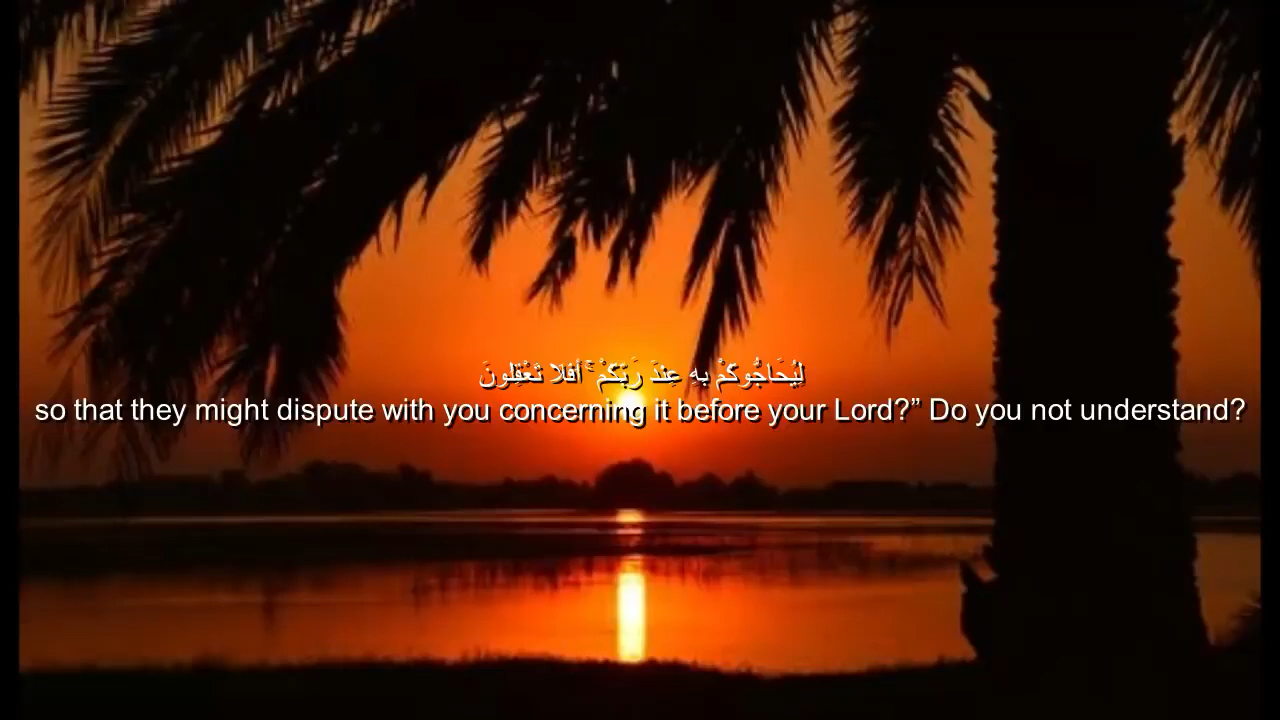 لِيُحَاجُّوكُمْ بِهِ عِنْدَ رَبِّكُمْ ۚ أَفَلَا تَعْقِلُونَ
so that they might dispute with you concerning it before your Lord?” Do you not understand?